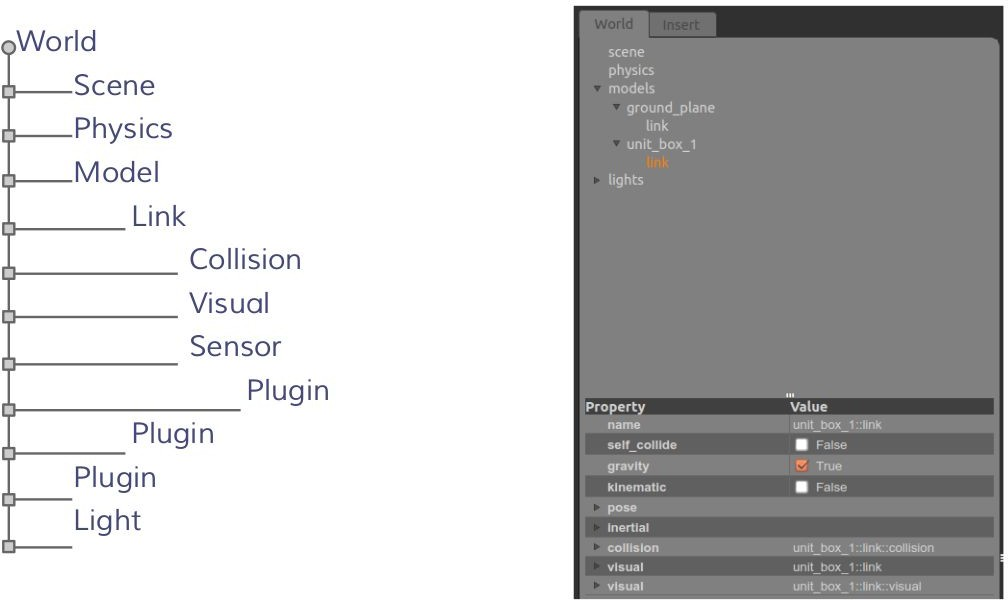 World
Scene
Physics
Model
Link
Collision
Visual
Sensor
Plugin
Plugin
Plugin
Light
World Insert
scene
physics
models
ground_plane
link
unit_box_1
link
lights
Property Value
name unit_box_1::link
self_collide False
gravity True
kinematic False
pose
inertial
collision unit_box_1::link::collision
visual unit_box_1::link
visual unit_box_1::link::visual